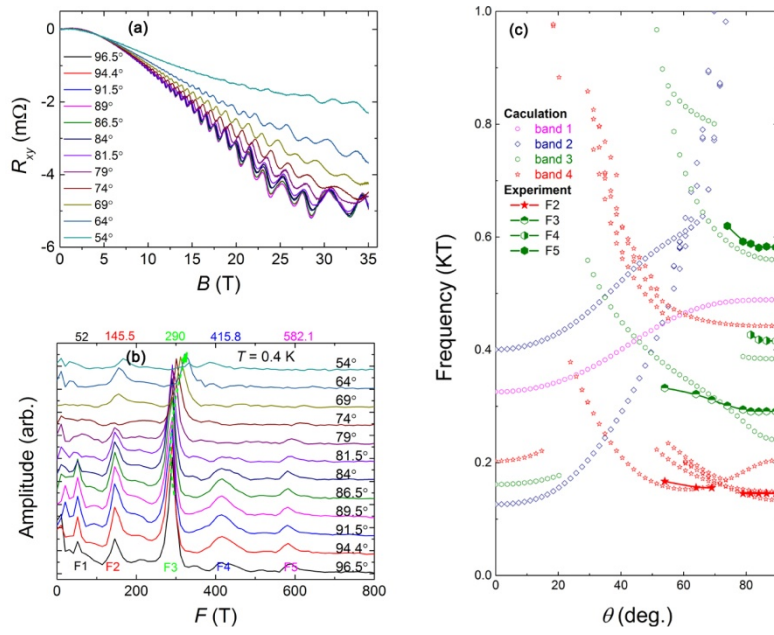 (a)
0
-2
-4
-6
R_xy (mΩ)
96.5°
94.4°
91.5°
89°
86.5°
84°
81.5°
79°
74°
69°
64°
54°
0 5 10 15 20 25 30 35
B (T)
52 145.5 290 415.8 582.1
(b) T = 0.4 K
54°
64°
69°
74°
79°
81.5°
84°
86.5°
89.5°
91.5°
94.4°
96.5°
F1 F2 F3 F4 F5
Amplitude (arb.)
0 200 400 600 800
F (T)
(c)
1.0
0.8
0.6
0.4
0.2
0.0
Frequency (KT)
Caculation
band 1
band 2
band 3
band 4
Experiment
F2
F3
F4
F5
0 20 40 60 80
θ (deg.)